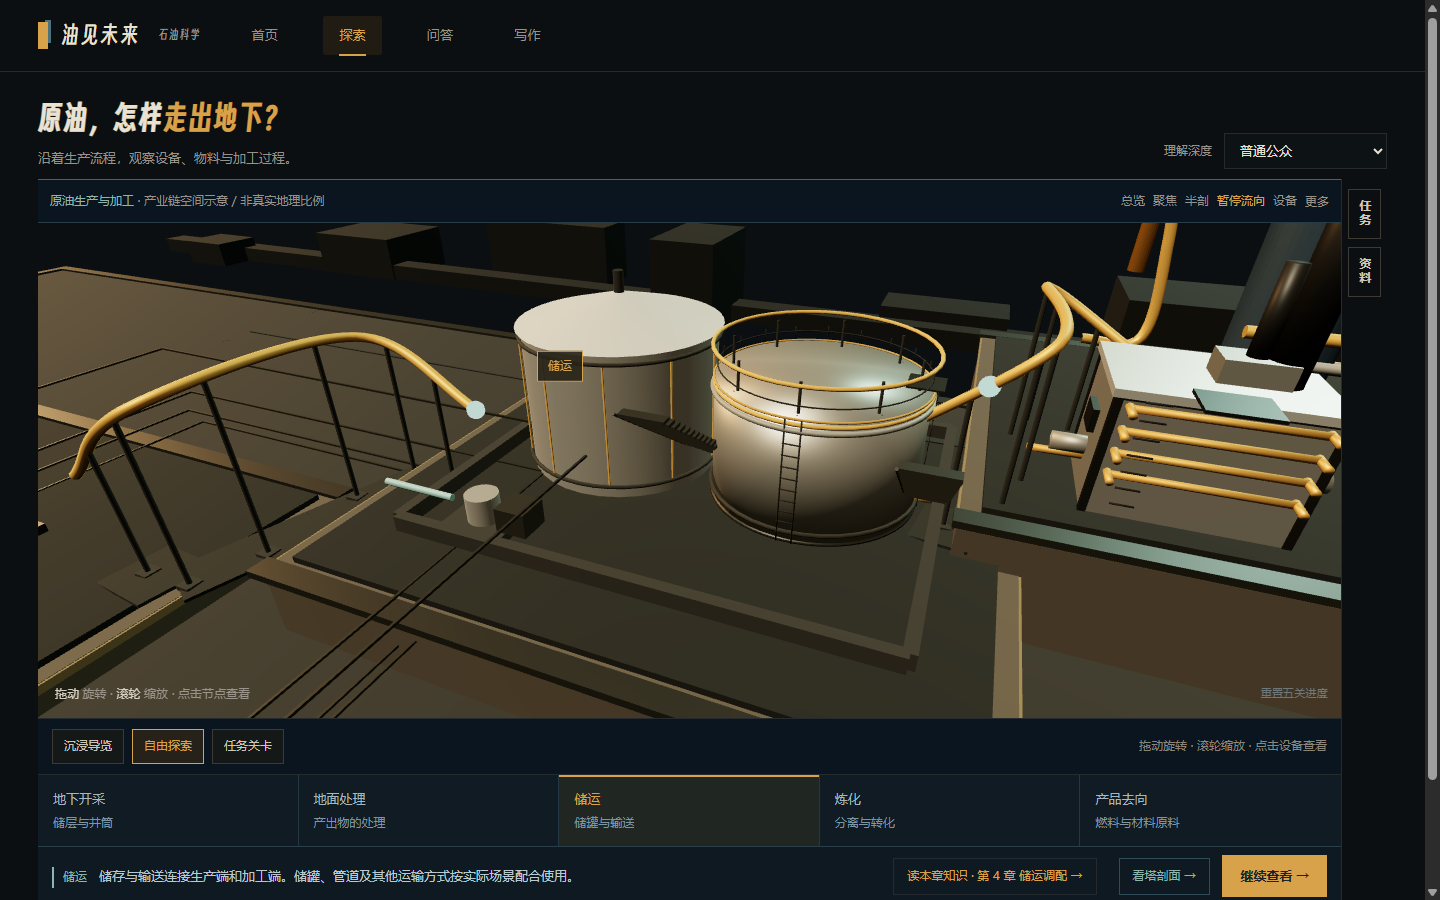 油见未来 石油科学 首页 探索 问答 写作
原油，怎样走出地下？
沿着生产流程，观察设备、物料与加工过程。
理解深度 普通公众
原油生产与加工 · 产业链空间示意 / 非真实地理比例
总览 聚焦 半剖 暂停流向 设备 更多
任务
资料
储运
拖动 旋转 · 滚轮 缩放 · 点击节点查看
重置五关进度
沉浸导览 自由探索 任务关卡
拖动旋转 · 滚轮缩放 · 点击设备查看
地下开采
储层与井筒
地面处理
产出物的处理
储运
储罐与输送
炼化
分离与转化
产品去向
燃料与材料原料
储运 储存与输送连接生产端和加工端。储罐、管道及其他运输方式按实际场景配合使用。
读本章知识 · 第 4 章 储运调配 →
看塔剖面 →
继续查看 →